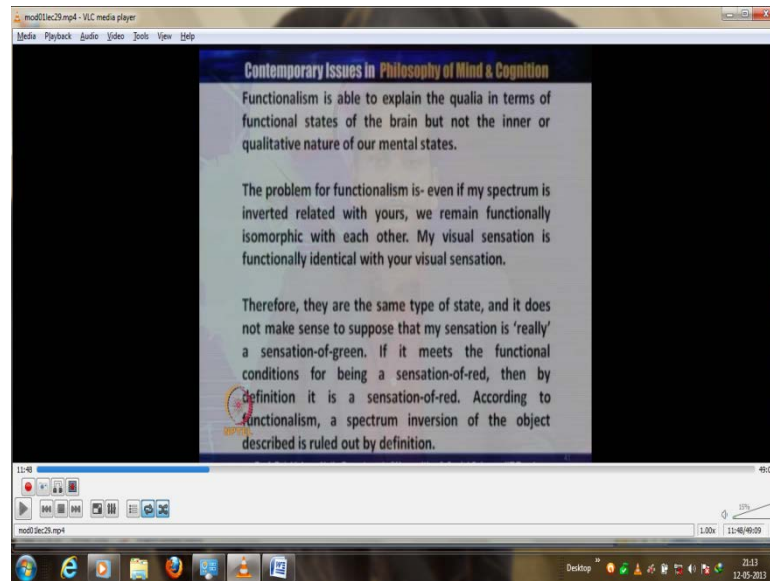 mod01lec29.mp4 - VLC media player
Media Playback Audio Video Tools View Help
Contemporary Issues in Philosophy of Mind & Cognition
Functionalism is able to explain the qualia in terms of
functional states of the brain but not the inner or
qualitative nature of our mental states.
The problem for functionalism is- even if my spectrum is
inverted related with yours, we remain functionally
isomorphic with each other. My visual sensation is
functionally identical with your visual sensation.
Therefore, they are the same type of state, and it does
not make sense to suppose that my sensation is ‘really’
a sensation-of-green. If it meets the functional
conditions for being a sensation-of-red, then by
definition it is a sensation-of-red. According to
functionalism, a spectrum inversion of the object
described is ruled out by definition.
NPTEL
11:48
mod01lec29.mp4
1.00x 11:48/49:09
Desktop
21:13
12-05-2013